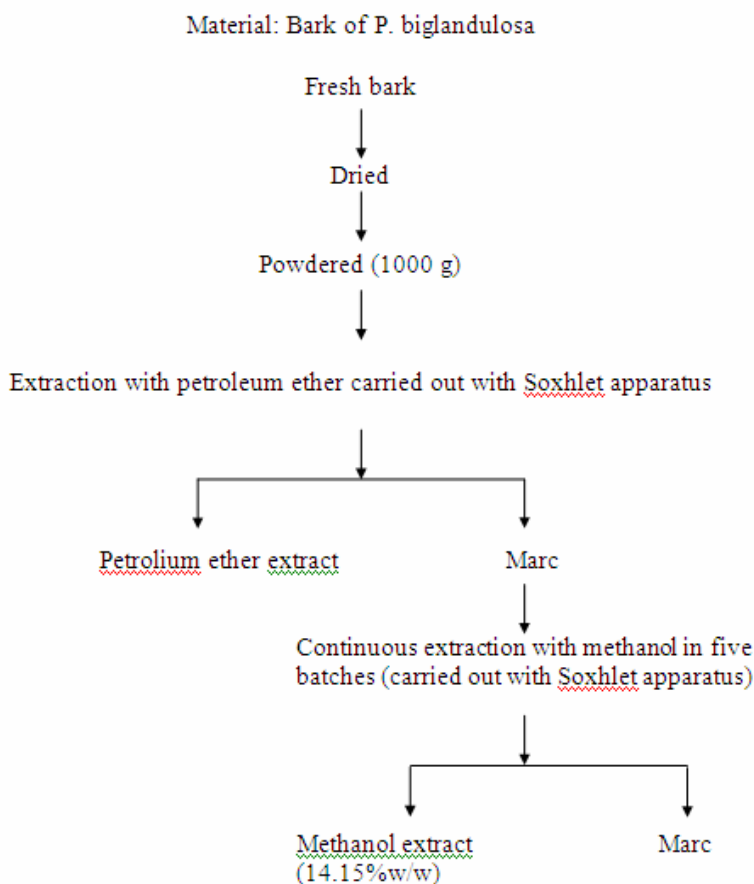 Material: Bark of P. biglandulosa
Fresh bark
Dried
Powdered (1000 g)
Extraction with petroleum ether carried out with Soxhlet apparatus
Petrolium ether extract
Marc
Continuous extraction with methanol in five
batches (carried out with Soxhlet apparatus)
Methanol extract
(14.15%w/w)
Marc